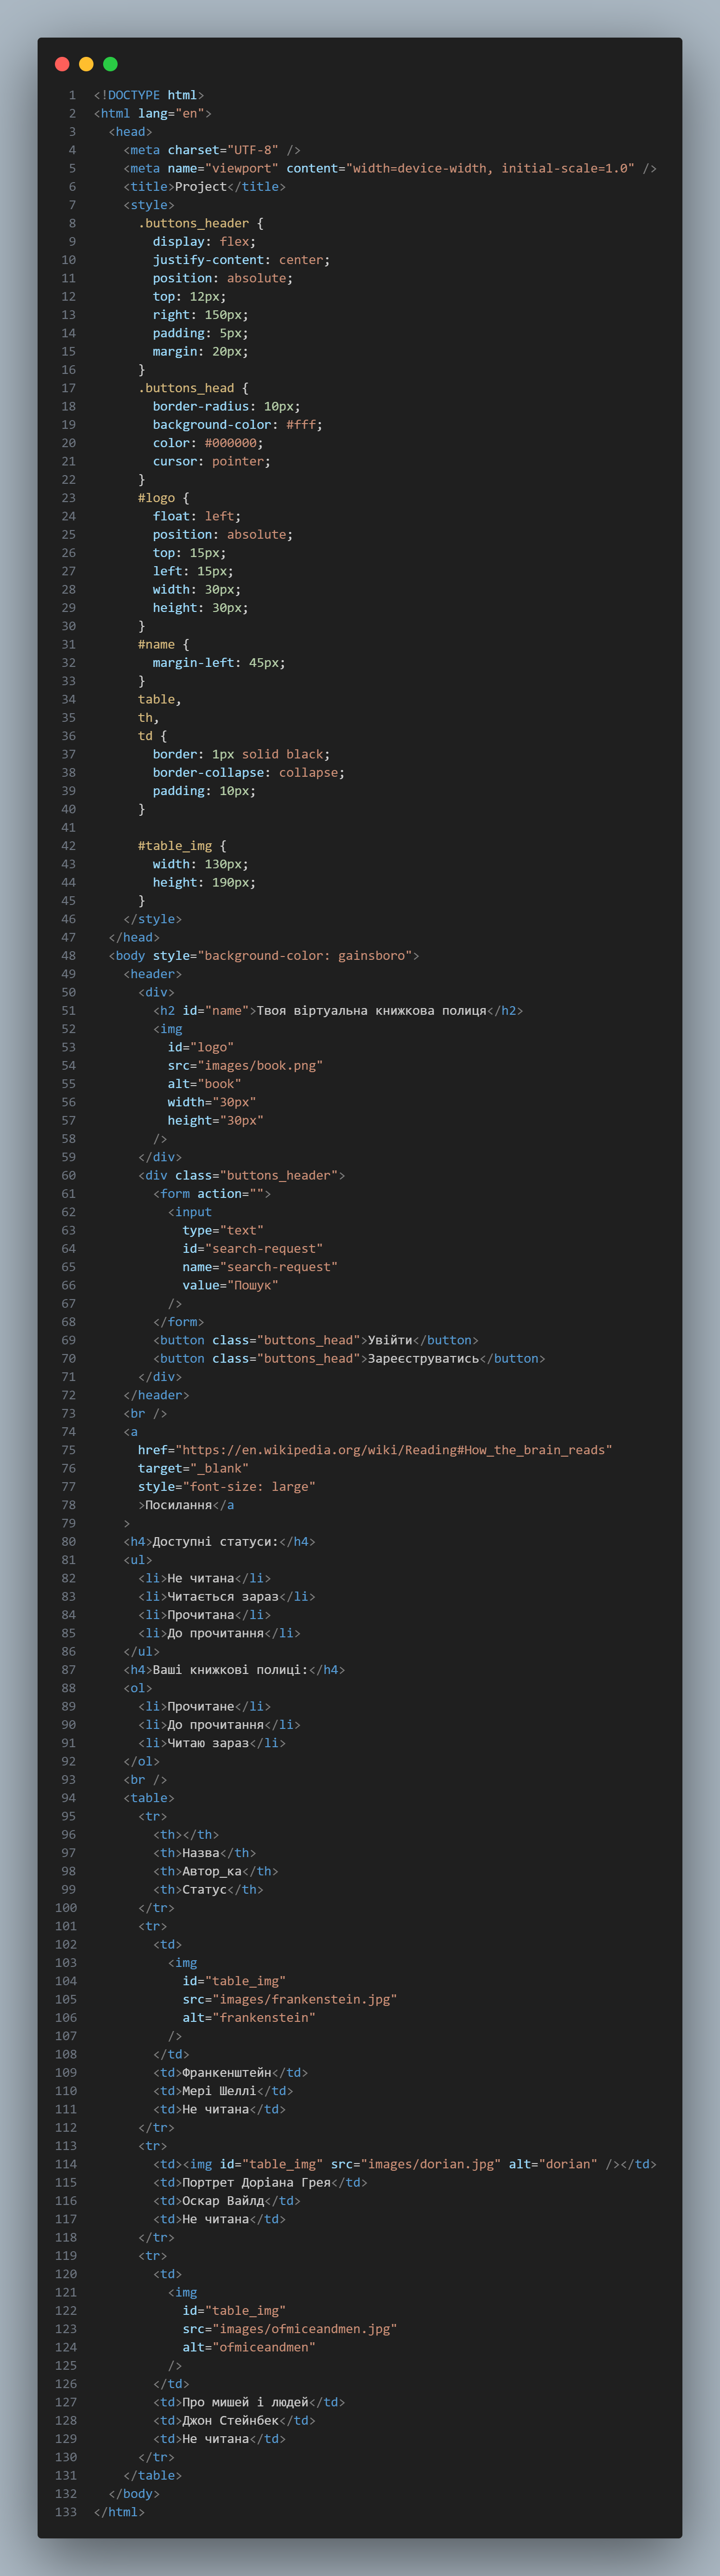 1 <!DOCTYPE html>
2 <html lang="en">
3   <head>
4     <meta charset="UTF-8" />
5     <meta name="viewport" content="width=device-width, initial-scale=1.0" />
6     <title>Project</title>
7     <style>
8       .buttons_header {
9         display: flex;
10         justify-content: center;
11         position: absolute;
12         top: 12px;
13         right: 150px;
14         padding: 5px;
15         margin: 20px;
16       }
17       .buttons_head {
18         border-radius: 10px;
19         background-color: #fff;
20         color: #000000;
21         cursor: pointer;
22       }
23       #logo {
24         float: left;
25         position: absolute;
26         top: 15px;
27         left: 15px;
28         width: 30px;
29         height: 30px;
30       }
31       #name {
32         margin-left: 45px;
33       }
34       table,
35       th,
36       td {
37         border: 1px solid black;
38         border-collapse: collapse;
39         padding: 10px;
40       }
41
42       #table_img {
43         width: 130px;
44         height: 190px;
45       }
46     </style>
47   </head>
48   <body style="background-color: gainsboro">
49     <header>
50       <div>
51         <h2 id="name">Твоя віртуальна книжкова полиця</h2>
52         <img
53           id="logo"
54           src="images/book.png"
55           alt="book"
56           width="30px"
57           height="30px"
58         />
59       </div>
60       <div class="buttons_header">
61         <form action="">
62           <input
63             type="text"
64             id="search-request"
65             name="search-request"
66             value="Пошук"
67           />
68         </form>
69         <button class="buttons_head">Увійти</button>
70         <button class="buttons_head">Зареєструватись</button>
71       </div>
72     </header>
73     <br />
74     <a
75       href="https://en.wikipedia.org/wiki/Reading#How_the_brain_reads"
76       target="_blank"
77       style="font-size: large"
78       >Посилання</a
79     >
80     <h4>Доступні статуси:</h4>
81     <ul>
82       <li>Не читана</li>
83       <li>Читається зараз</li>
84       <li>Прочитана</li>
85       <li>До прочитання</li>
86     </ul>
87     <h4>Ваші книжкові полиці:</h4>
88     <ol>
89       <li>Прочитане</li>
90       <li>До прочитання</li>
91       <li>Читаю зараз</li>
92     </ol>
93     <br />
94     <table>
95       <tr>
96         <th></th>
97         <th>Назва</th>
98         <th>Автор_ка</th>
99         <th>Статус</th>
100       </tr>
101       <tr>
102         <td>
103           <img
104             id="table_img"
105             src="images/frankenstein.jpg"
106             alt="frankenstein"
107           />
108         </td>
109         <td>Франкенштейн</td>
110         <td>Мері Шеллі</td>
111         <td>Не читана</td>
112       </tr>
113       <tr>
114         <td><img id="table_img" src="images/dorian.jpg" alt="dorian" /></td>
115         <td>Портрет Доріана Грея</td>
116         <td>Оскар Вайлд</td>
117         <td>Не читана</td>
118       </tr>
119       <tr>
120         <td>
121           <img
122             id="table_img"
123             src="images/ofmiceandmen.jpg"
124             alt="ofmiceandmen"
125           />
126         </td>
127         <td>Про мишей і людей</td>
128         <td>Джон Стейнбек</td>
129         <td>Не читана</td>
130       </tr>
131     </table>
132   </body>
133 </html>